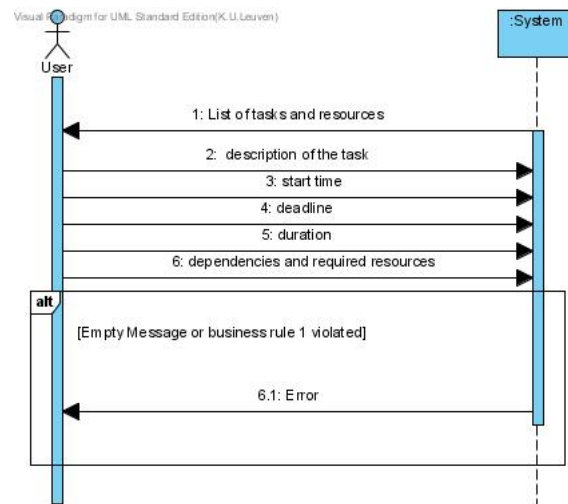 Visual Paradigm for UML Standard Edition(K.U.Leuven)
:System
User
1: List of tasks and resources
2: description of the task
3: start time
4: deadline
5: duration
6: dependencies and required resources
alt
[Empty Message or business rule 1 violated]
6.1: Error